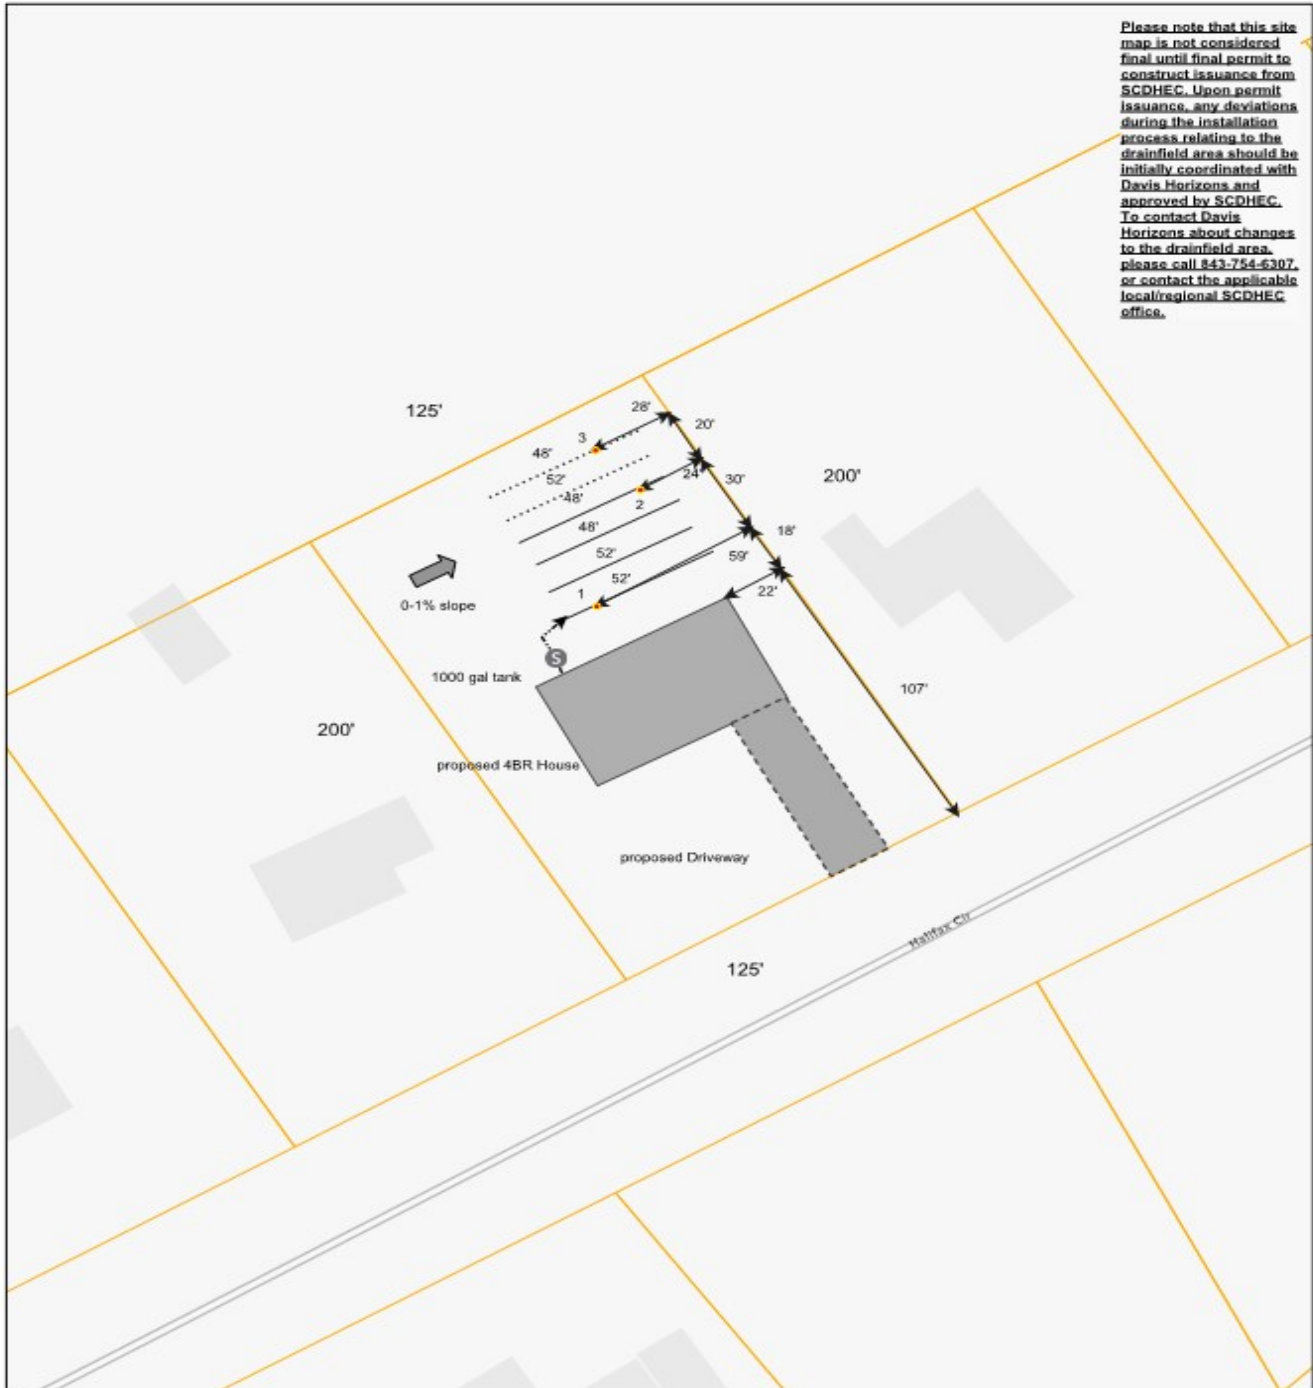 Please note that this site
map is not considered
final until final permit to
construct issuance from
SCDHEC. Upon permit
issuance, any deviations
during the installation
process relating to the
drainfield area should be
initially coordinated with
Davis Horizons and
approved by SCDHEC.
To contact Davis
Horizons about changes
to the drainfield area,
please call 843-754-6307,
or contact the applicable
local/regional SCDHEC
office.
125'
28'
20'
3
48'
52'
24'
30'
200'
48'
2
48'
18'
52'
59'
52'
1
22'
0-1% slope
S
1000 gal tank
107'
200'
proposed 4BR House
proposed Driveway
Halifax Cir
125'